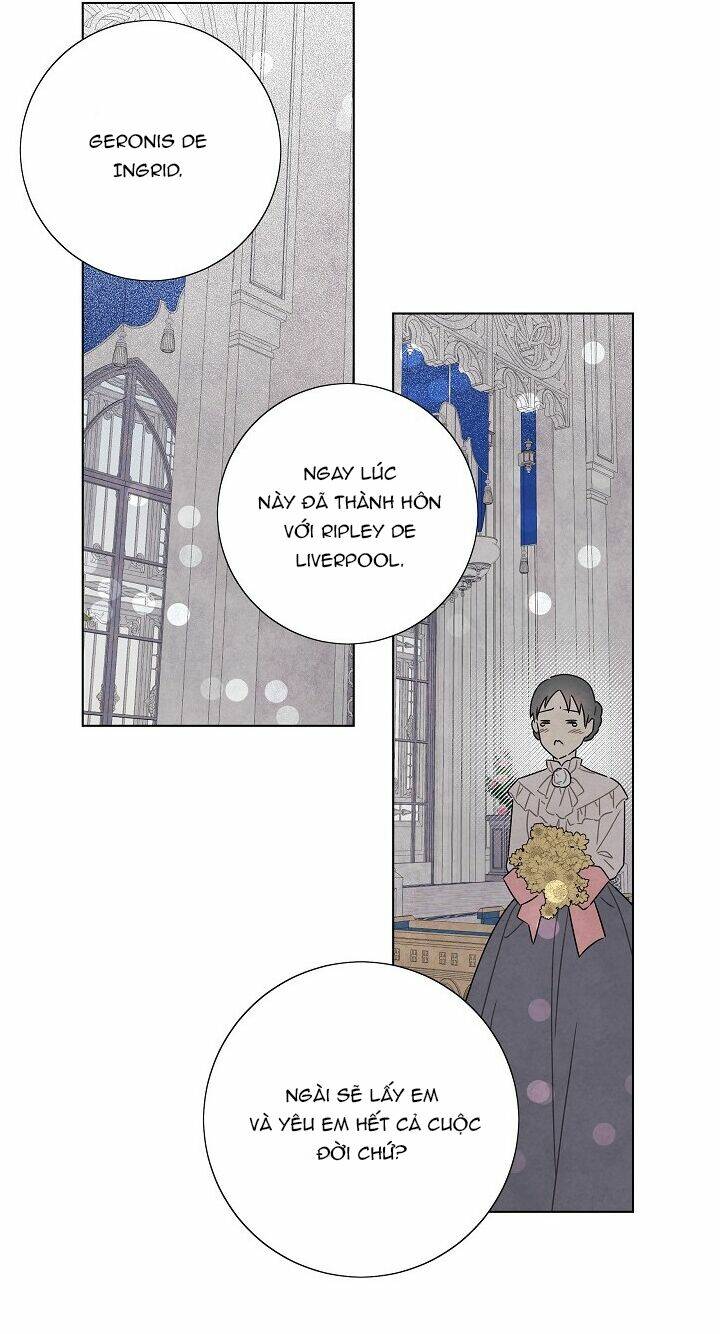 GERONIS DE
INGRID.
NGAY LÚC
NÀY ĐÃ THÀNH HÔN
VỚI RIPLEY DE
LIVERPOOL.
NGÀI SẼ LẤY EM
VÀ YÊU EM HẾT CẢ CUỘC
ĐỜI CHỨ?